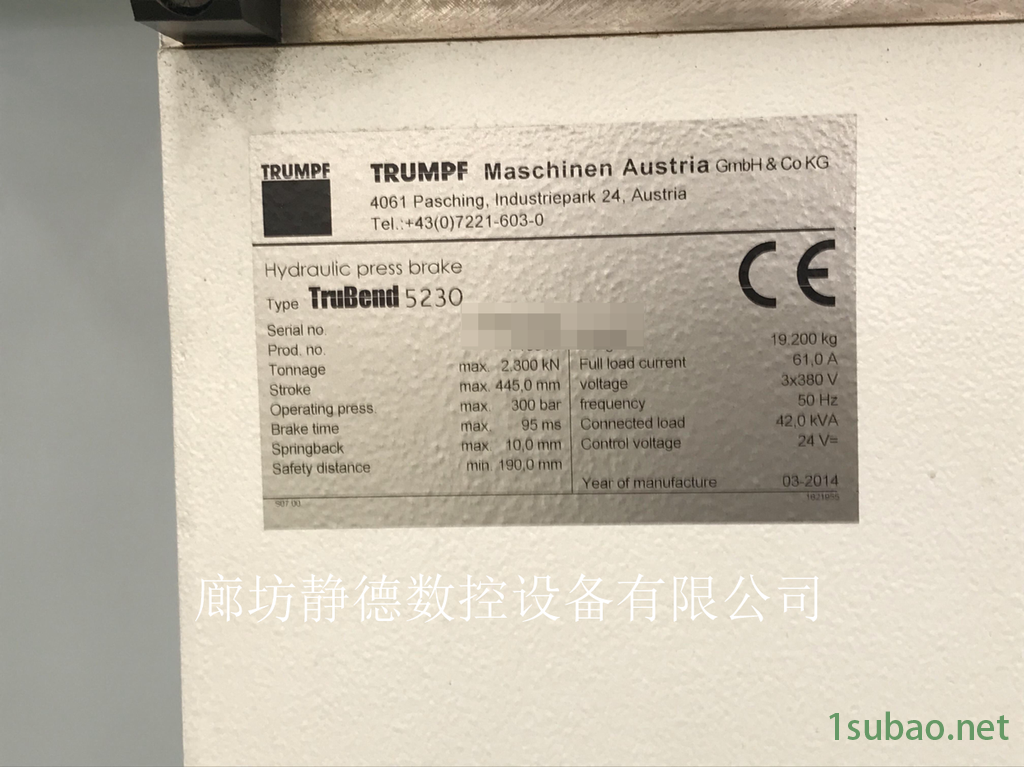 TRUMPF
TRUMPF Maschinen Austria GmbH & Co KG
4061 Pasching, Industriepark 24, Austria
Tel.:+43(0)7221-603-0
Hydraulic press brake
Type TruBend 5230
CE
Serial no.
Prod. no.
Tonnage max. 2.300 kN
Stroke max. 445,0 mm
Operating press. max. 300 bar
Brake time max. 95 ms
Springback max. 10,0 mm
Safety distance min. 190,0 mm
19.200 kg
Full load current 61,0 A
voltage 3x380 V
frequency 50 Hz
Connected load 42,0 kVA
Control voltage 24 V=
Year of manufacture 03-2014
廊坊静德数控设备有限公司
1subao.net